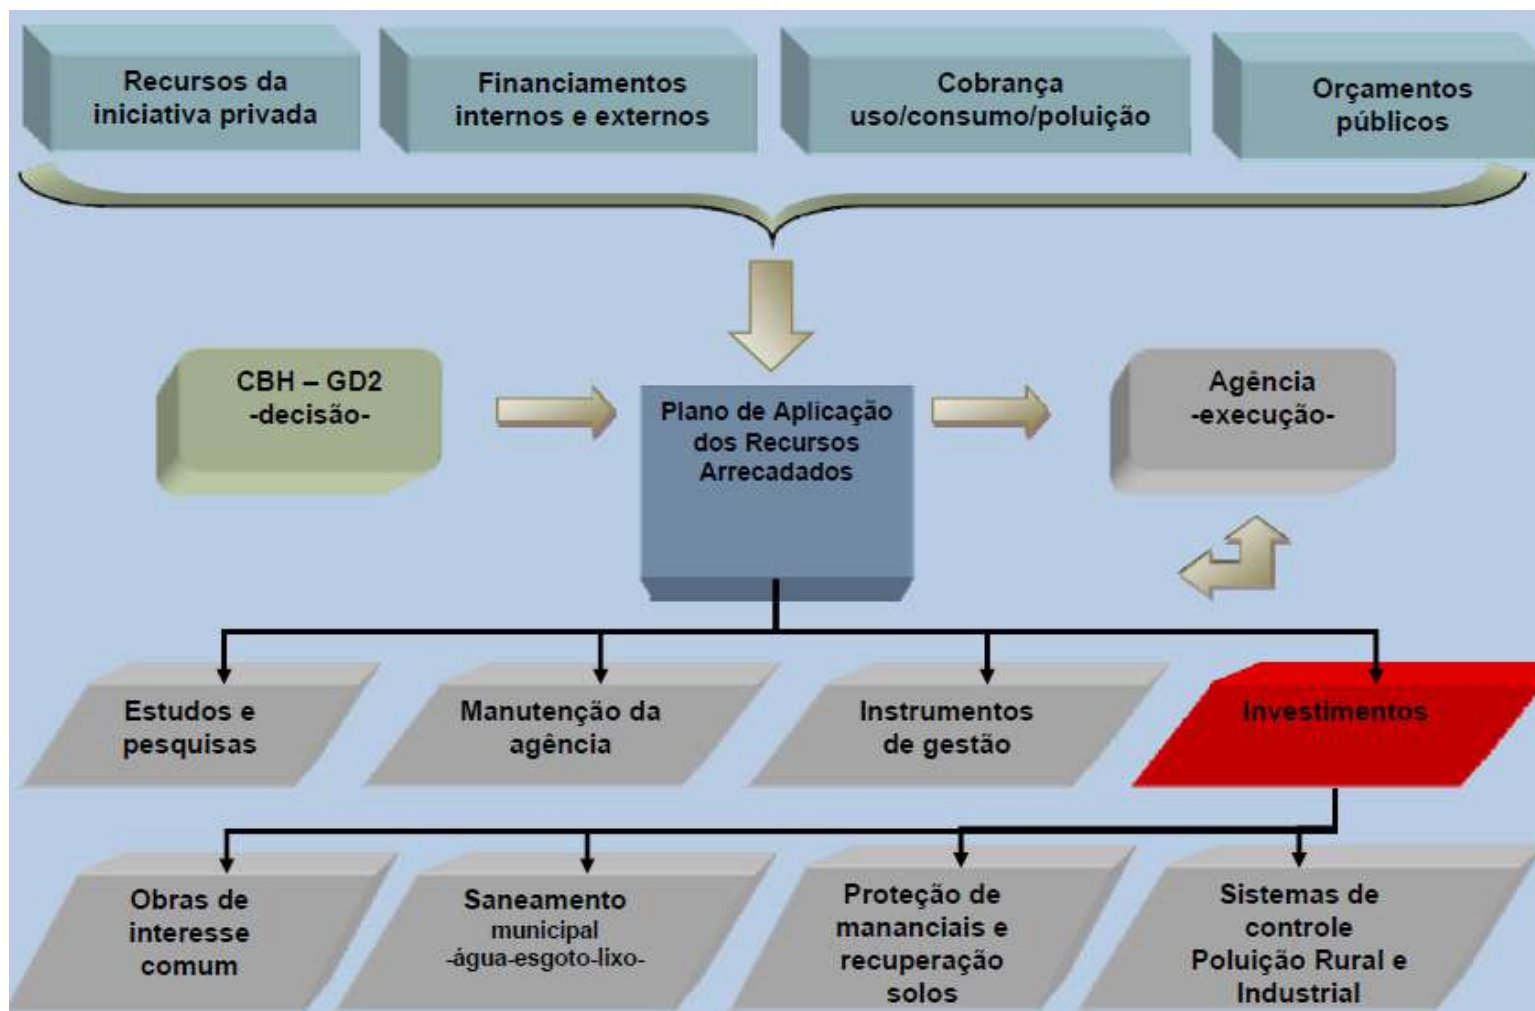 Recursos da
iniciativa privada
Financiamentos
internos e externos
Cobrança
uso/consumo/poluição
Orçamentos
públicos
CBH – GD2
-decisão-
Plano de Aplicação
dos Recursos
Arrecadados
Agência
-execução-
Estudos e
pesquisas
Manutenção da
agência
Instrumentos
de gestão
Investimentos
Obras de
interesse
comum
Saneamento
municipal
-água-esgoto-lixo-
Proteção de
mananciais e
recuperação
solos
Sistemas de
controle
Poluição Rural e
Industrial